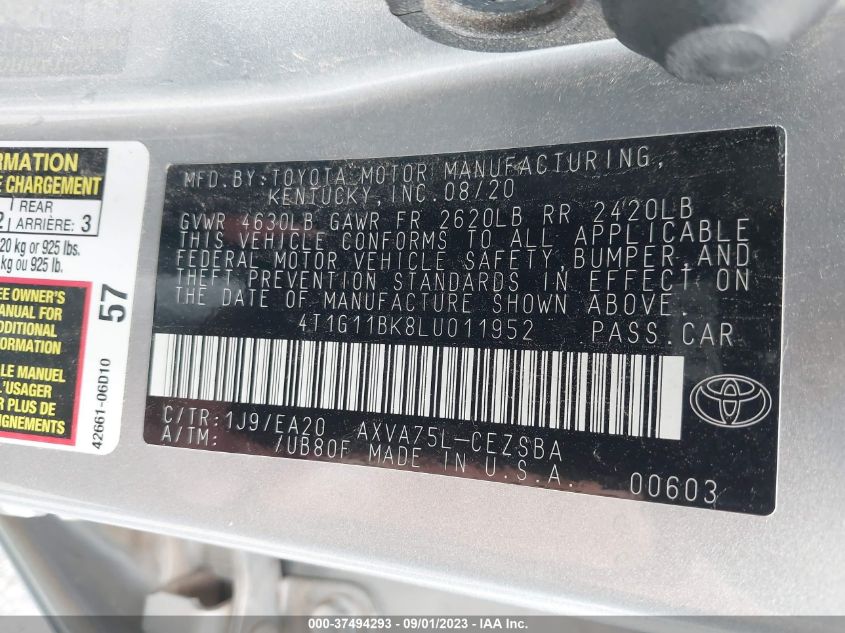 RMATION
E CHARGEMENT
2 REAR
ARRIÈRE: 3
20 kg or 925 lbs.
kg ou 925 lb.
EE OWNER'S
MANUAL FOR
ADDITIONAL
FORMATION
LE MANUEL
L'USAGER
R PLUS DE
GNEMENTS
57
42661-06D10
MFD. BY: TOYOTA MOTOR MANUFACTURING,
KENTUCKY, INC. 08/20
GVWR 4630LB GAWR FR 2620LB RR 2420LB
THIS VEHICLE CONFORMS TO ALL APPLICABLE
FEDERAL MOTOR VEHICLE SAFETY, BUMPER, AND
THEFT PREVENTION STANDARDS IN EFFECT ON
THE DATE OF MANUFACTURE SHOWN ABOVE.
4T1G11BK8LU011952 PASS. CAR
C/TR: 1J9/EA20 AXVA75L-CEZSBA
A/TM: /UB80F MADE IN U.S.A.
00603
000-37494293 - 09/01/2023 - IAA Inc.